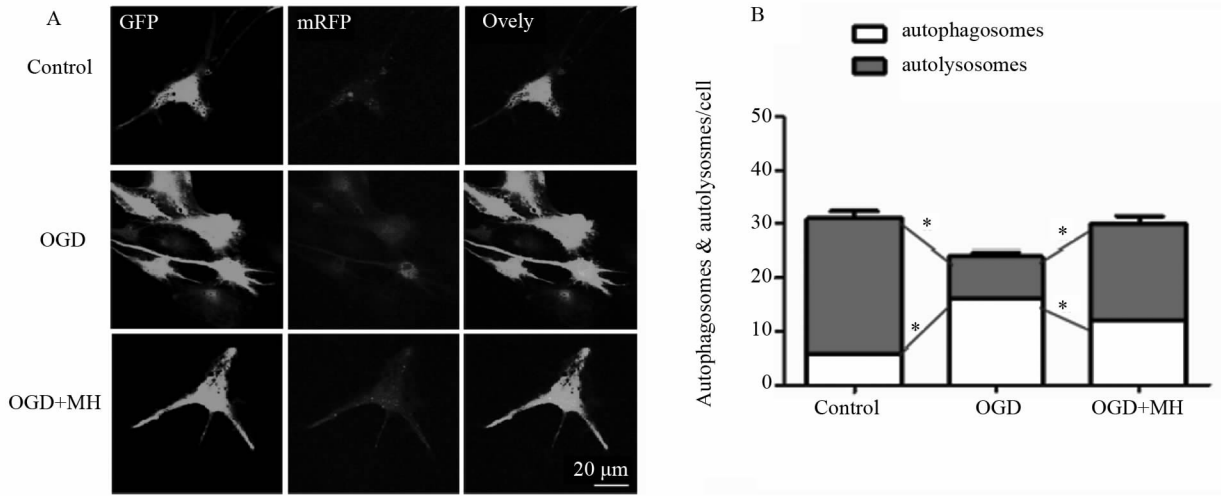 A
GFP
mRFP
Ovely
Control
OGD
OGD+MH
20 μm
B
autophagosomes
autolysosomes
Autophagosomes & autolysosmes/cell
50
40
30
20
10
0
*
*
*
*
Control
OGD
OGD+MH